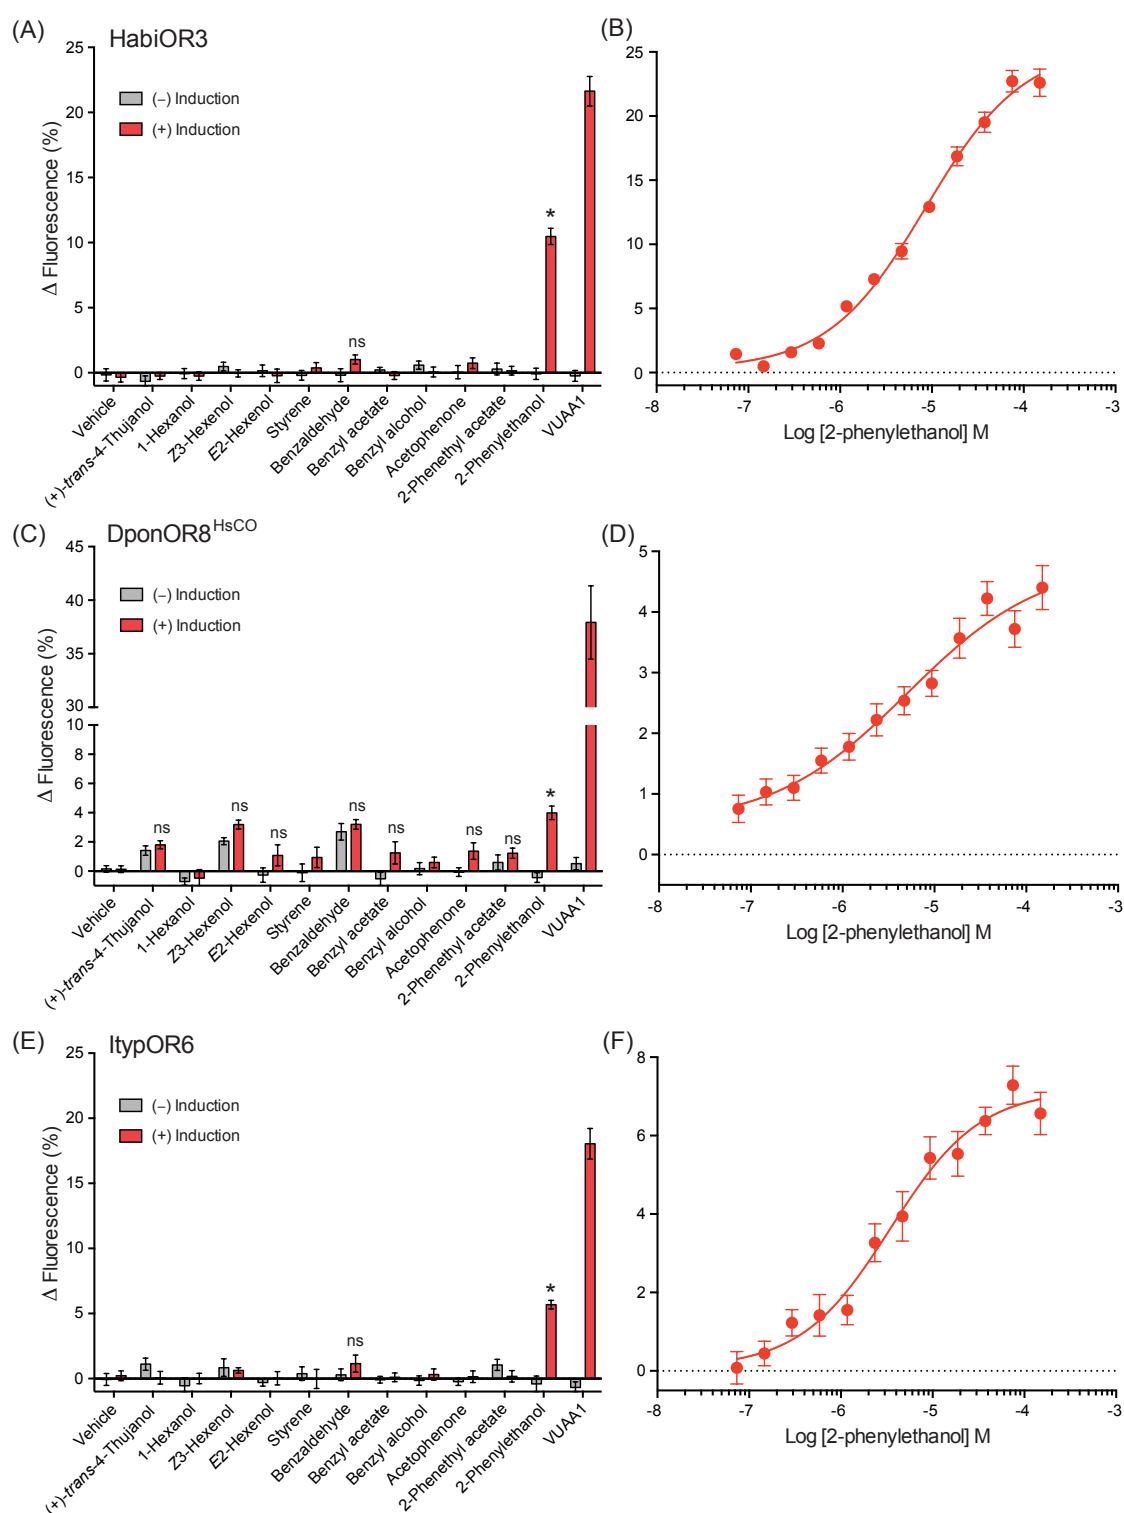 (A) HabiOR3
Δ Fluorescence (%)
25
20
15
10
5
0
(−) Induction
(+) Induction
ns
*
Vehicle
(+)-trans-4-Thujanol
1-Hexanol
Z3-Hexenol
E2-Hexenol
Styrene
Benzaldehyde
Benzyl acetate
Benzyl alcohol
Acetophenone
2-Phenethyl acetate
2-Phenylethanol
VUAA1
(B)
25
20
15
10
5
0
-8 -7 -6 -5 -4 -3
Log [2-phenylethanol] M
(C) DponOR8HsCO
Δ Fluorescence (%)
45
40
35
30
10
8
6
4
2
0
(−) Induction
(+) Induction
ns ns ns ns ns ns ns *
Vehicle
(+)-trans-4-Thujanol
1-Hexanol
Z3-Hexenol
E2-Hexenol
Styrene
Benzaldehyde
Benzyl acetate
Benzyl alcohol
Acetophenone
2-Phenethyl acetate
2-Phenylethanol
VUAA1
(D)
5
4
3
2
1
0
-8 -7 -6 -5 -4 -3
Log [2-phenylethanol] M
(E) ItypOR6
Δ Fluorescence (%)
25
20
15
10
5
0
(−) Induction
(+) Induction
ns
*
Vehicle
(+)-trans-4-Thujanol
1-Hexanol
Z3-Hexenol
E2-Hexenol
Styrene
Benzaldehyde
Benzyl acetate
Benzyl alcohol
Acetophenone
2-Phenethyl acetate
2-Phenylethanol
VUAA1
(F)
8
6
4
2
0
-8 -7 -6 -5 -4 -3
Log [2-phenylethanol] M